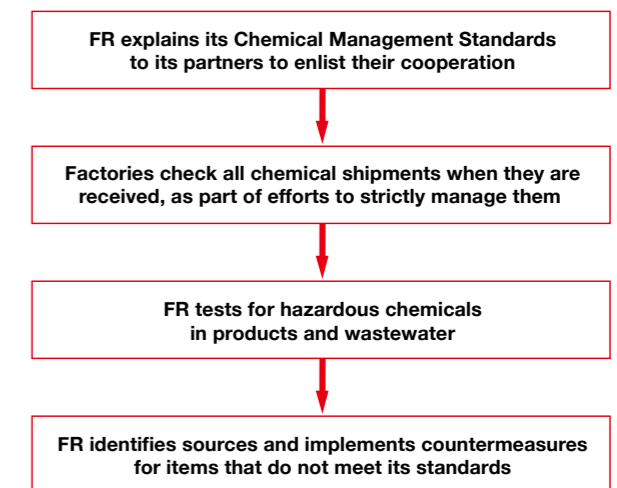 FR explains its Chemical Management Standards
to its partners to enlist their cooperation
Factories check all chemical shipments when they are
received, as part of efforts to strictly manage them
FR tests for hazardous chemicals
in products and wastewater
FR identifies sources and implements countermeasures
for items that do not meet its standards